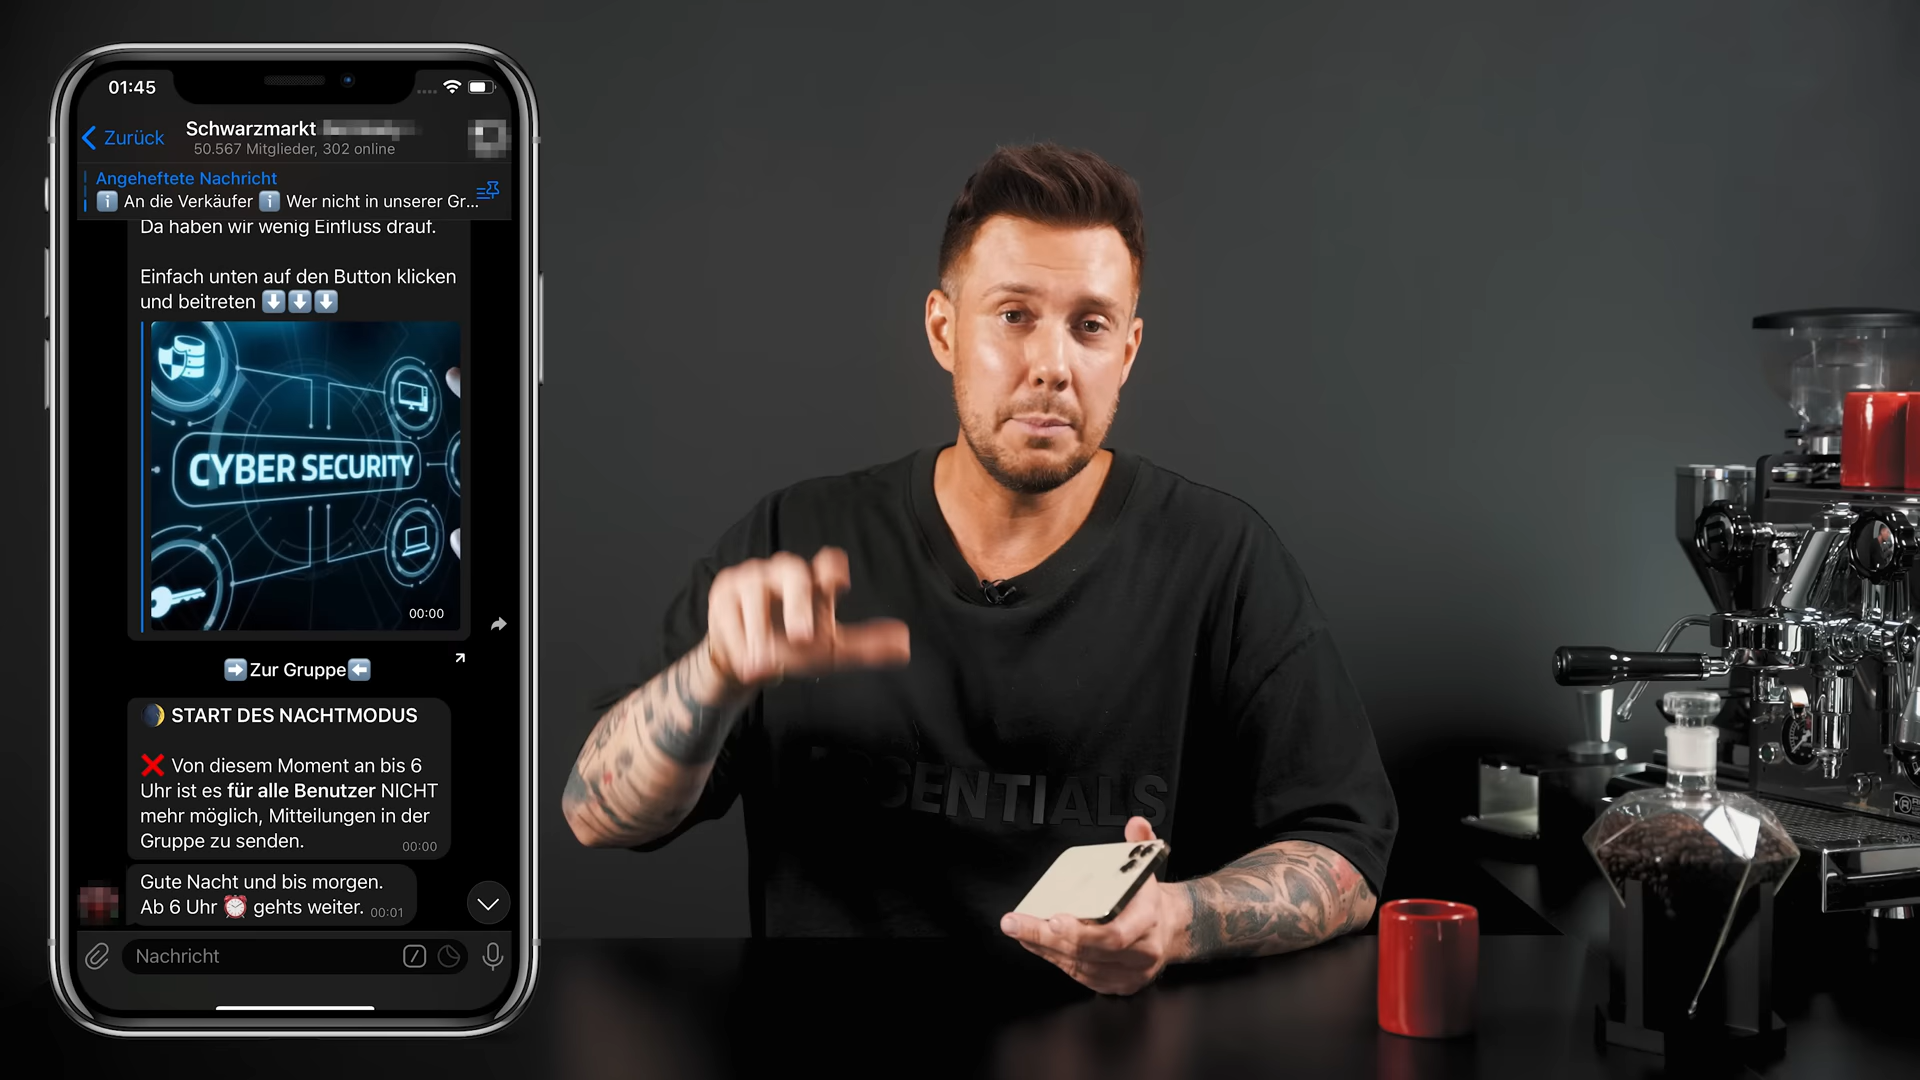 01:45
Zurück
Schwarzmarkt
50.567 Mitglieder, 302 online
Angeheftete Nachricht
ℹ️ An die Verkäufer ℹ️ Wer nicht in unserer Gr...
Da haben wir wenig Einfluss drauf.
Einfach unten auf den Button klicken
und beitreten ⬇️⬇️⬇️
CYBER SECURITY
00:00
➡️Zur Gruppe⬅️
🌒 START DES NACHTMODUS
❌ Von diesem Moment an bis 6
Uhr ist es für alle Benutzer NICHT
mehr möglich, Mitteilungen in der
Gruppe zu senden.
00:00
Gute Nacht und bis morgen.
Ab 6 Uhr ⏰ gehts weiter.
00:01
Nachricht
ENTIALS